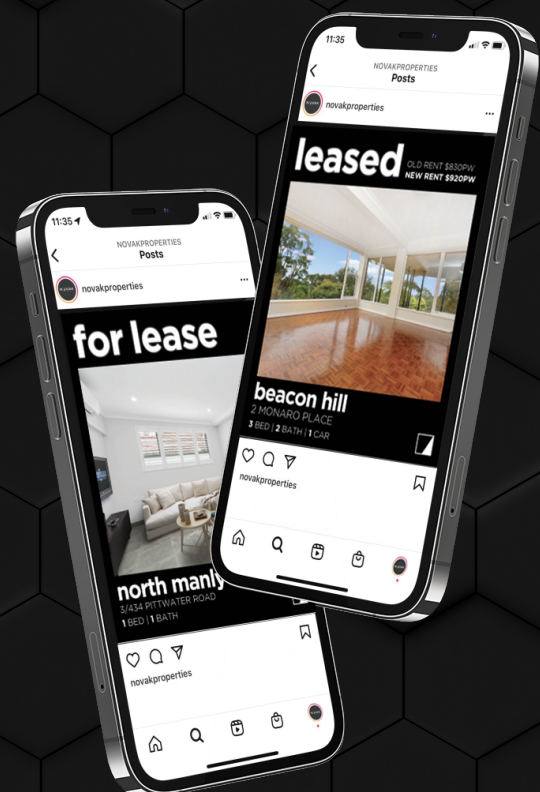 11:35
NOVAKPROPERTIES
Posts
novakproperties
leased
OLD RENT $830PW
NEW RENT $920PW
beacon hill
2 MONARO PLACE
3 BED | 2 BATH | 1 CAR
novakproperties
11:35
NOVAKPROPERTIES
Posts
novakproperties
for lease
north manly
3/434 PITTWATER ROAD
1 BED | 1 BATH
novakproperties